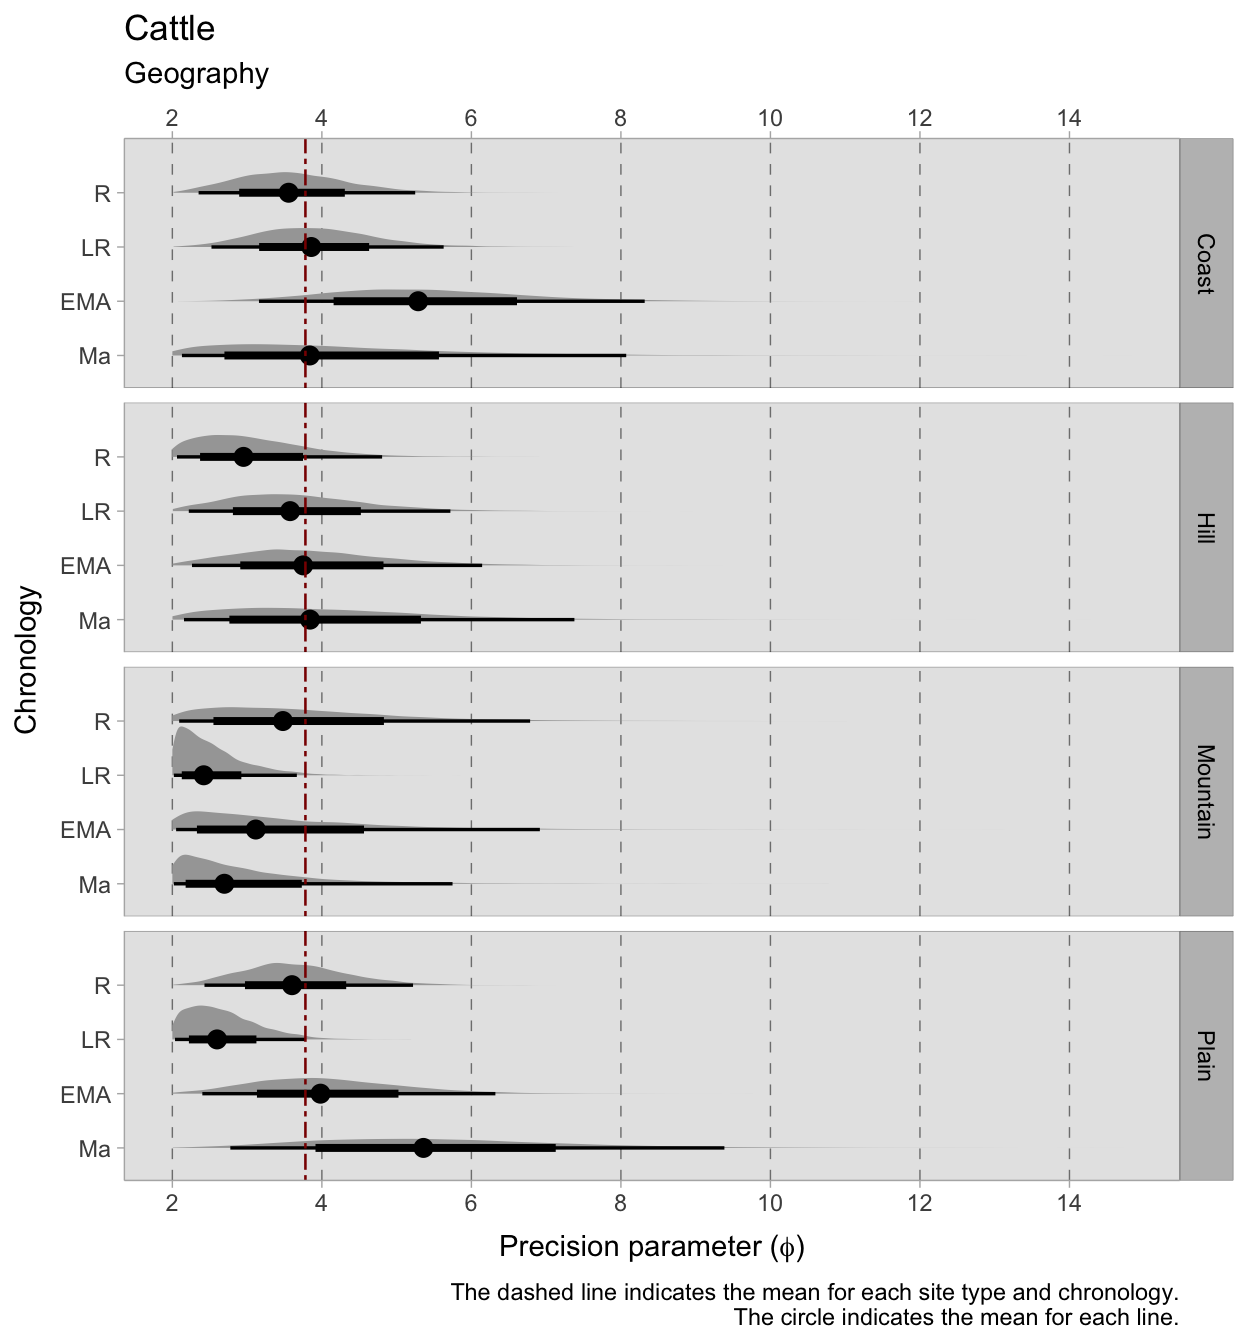 Cattle
Geography
2 4 6 8 10 12 14
R
LR
EMA
Ma
Coast
R
LR
EMA
Ma
Hill
Chronology
R
LR
EMA
Ma
Mountain
R
LR
EMA
Ma
Plain
2 4 6 8 10 12 14
Precision parameter (ϕ)
The dashed line indicates the mean for each site type and chronology.
The circle indicates the mean for each line.